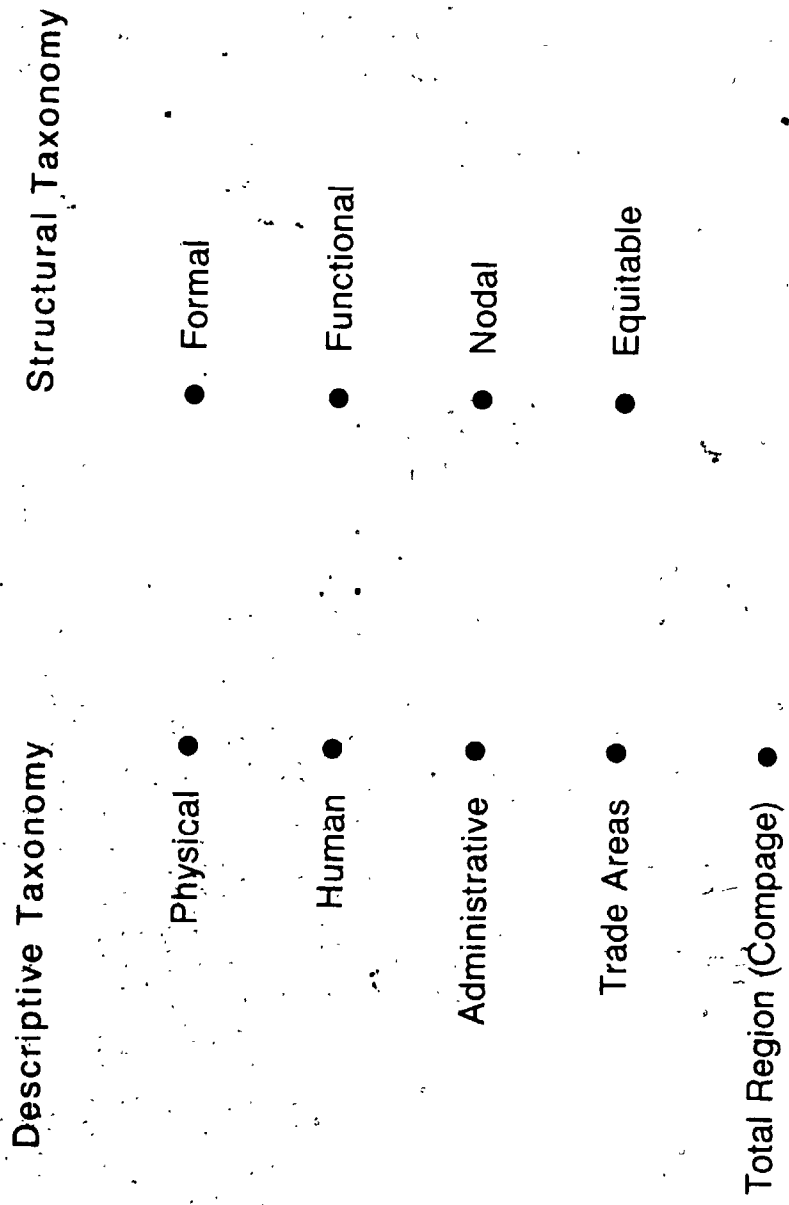 Descriptive Taxonomy
Structural Taxonomy
Physical ●
● Formal
Human ●
● Functional
Administrative ●
● Nodal
Trade Areas ●
● Equitable
Total Region (Compage) ●